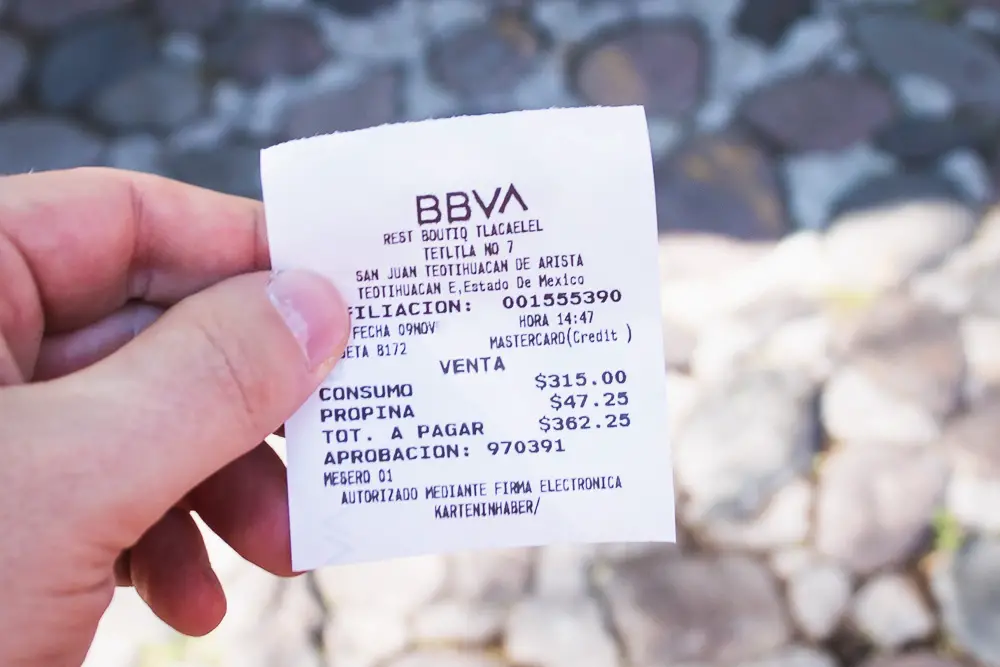 BBVA
REST BOUTIQ TLACAELEL
TETLTLA NO 7
SAN JUAN TEOTIHUACAN DE ARISTA
TEOTIHUACAN E,Estado De Mexico
FILIACION: 001555390
FECHA 09NOV HORA 14:47
JETA 8172 MASTERCARD(Credit )
VENTA
CONSUMO $315.00
PROPINA $47.25
TOT. A PAGAR $362.25
APROBACION: 970391
MESERO 01
AUTORIZADO MEDIANTE FIRMA ELECTRONICA
KARTENINHABER/